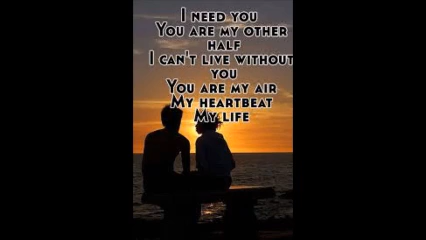 I need you
You are my other
half
I can't live without
you
You are my air
My heartbeat
My life